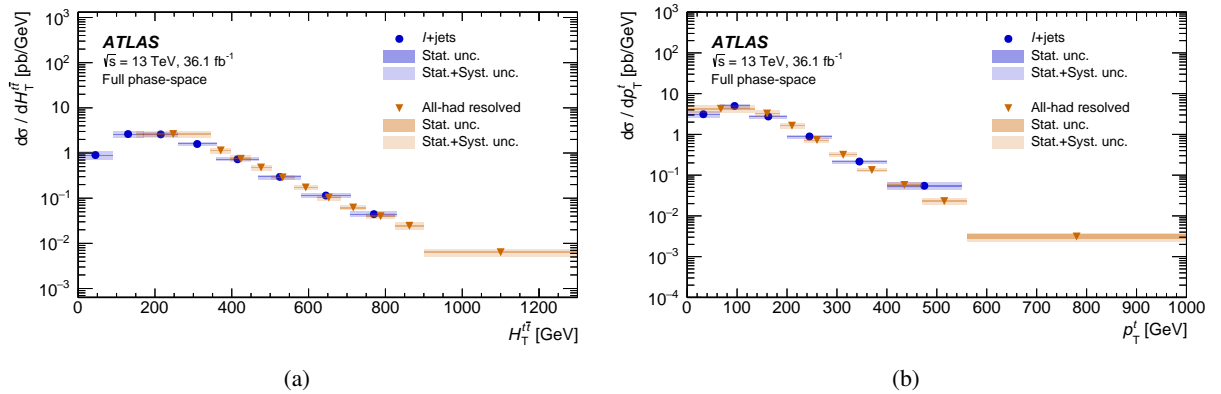 dσ / dH_T^{tt̄} [pb/GeV]
10³
10²
10
1
10⁻¹
10⁻²
10⁻³
ATLAS
√s = 13 TeV, 36.1 fb⁻¹
Full phase-space
l+jets
Stat. unc.
Stat.+Syst. unc.
All-had resolved
Stat. unc.
Stat.+Syst. unc.
0 200 400 600 800 1000 1200
H_T^{tt̄} [GeV]
(a)
dσ / dp_T^t [pb/GeV]
10³
10²
10
1
10⁻¹
10⁻²
10⁻³
10⁻⁴
ATLAS
√s = 13 TeV, 36.1 fb⁻¹
Full phase-space
l+jets
Stat. unc.
Stat.+Syst. unc.
All-had resolved
Stat. unc.
Stat.+Syst. unc.
0 100 200 300 400 500 600 700 800 900 1000
p_T^t [GeV]
(b)